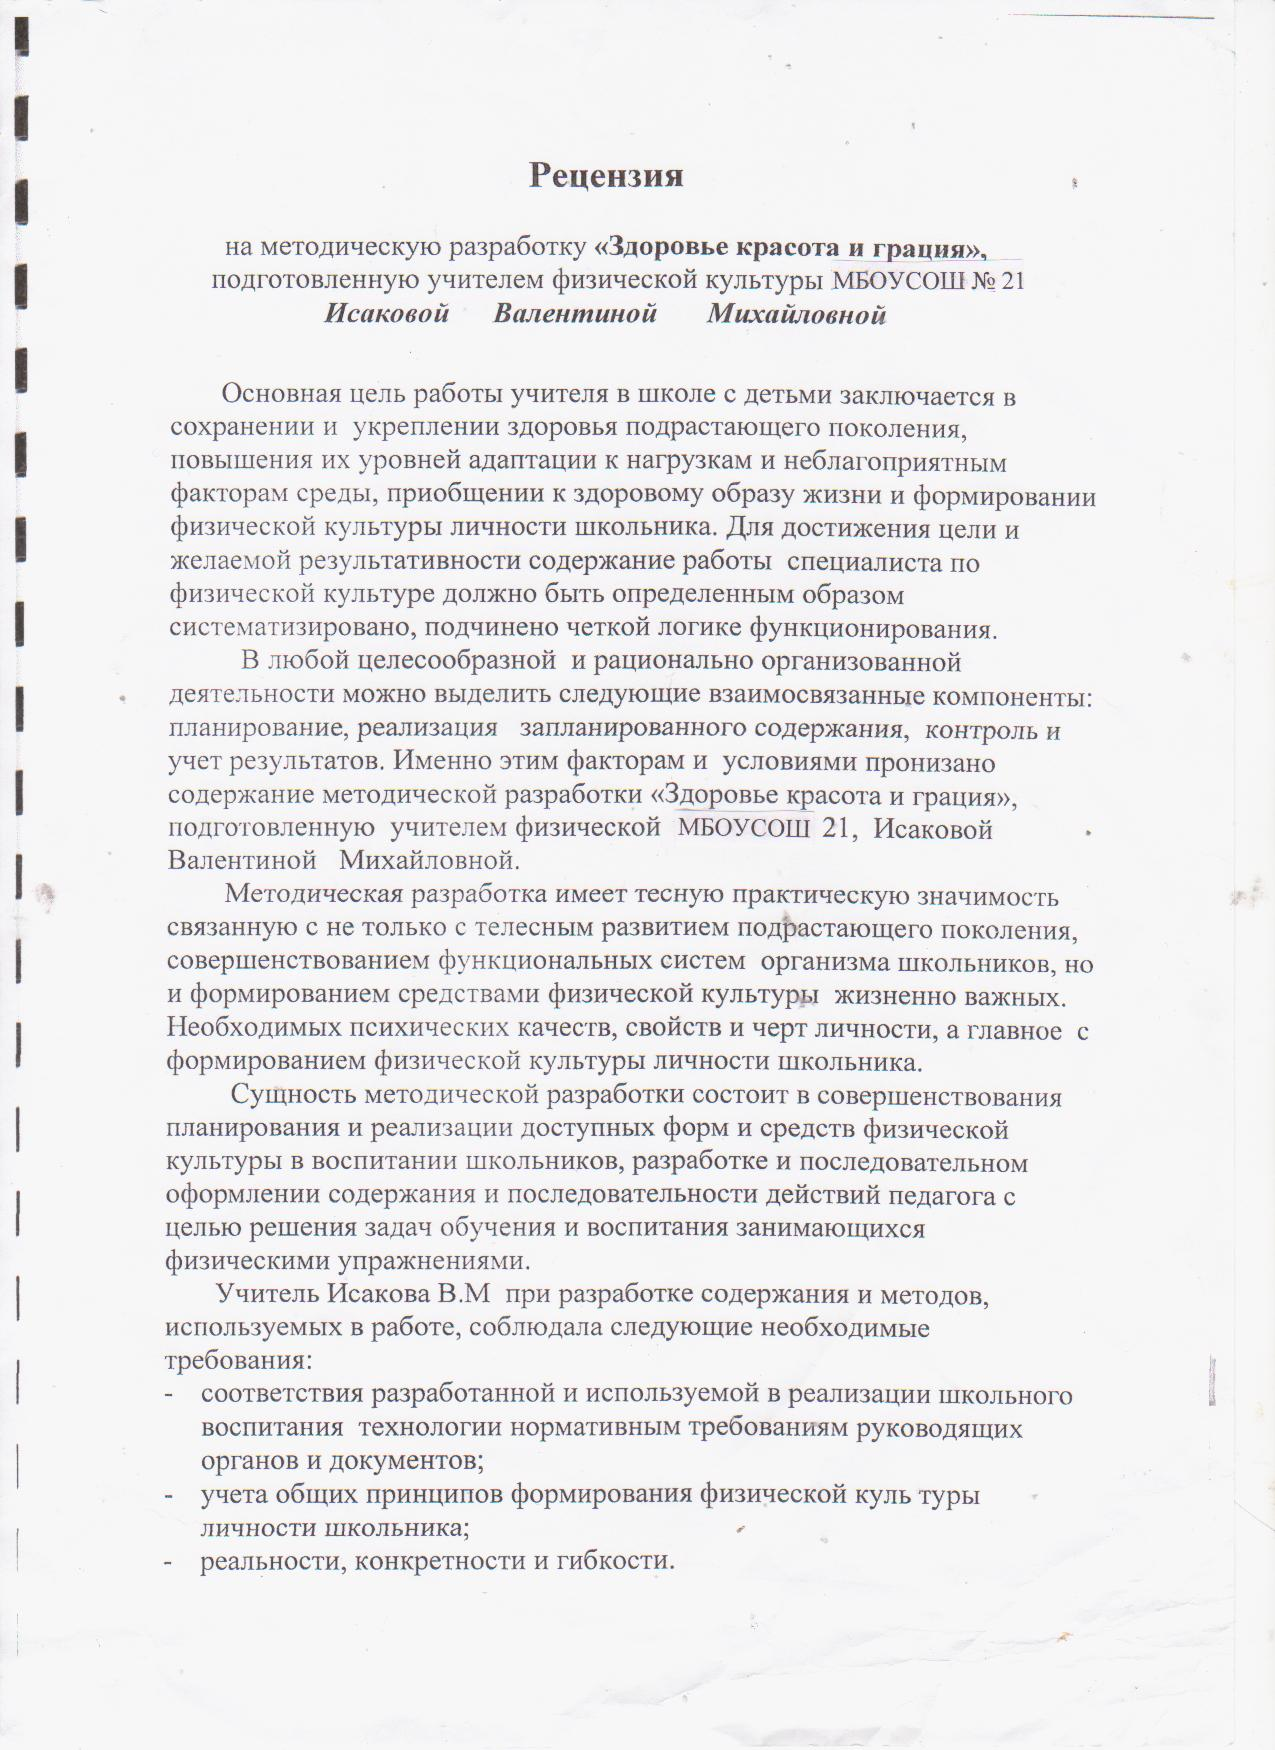 Рецензия
на методическую разработку «Здоровье красота и грация»,
подготовленную учителем физической культуры МБОУСОШ № 21
Исаковой Валентиной Михайловной
Основная цель работы учителя в школе с детьми заключается в
сохранении и укреплении здоровья подрастающего поколения,
повышения их уровней адаптации к нагрузкам и неблагоприятным
факторам среды, приобщении к здоровому образу жизни и формировании
физической культуры личности школьника. Для достижения цели и
желаемой результативности содержание работы специалиста по
физической культуре должно быть определенным образом
систематизировано, подчинено четкой логике функционирования.
В любой целесообразной и рационально организованной
деятельности можно выделить следующие взаимосвязанные компоненты:
планирование, реализация запланированного содержания, контроль и
учет результатов. Именно этим факторам и условиями пронизано
содержание методической разработки «Здоровье красота и грация»,
подготовленную учителем физической МБОУСОШ 21, Исаковой
Валентиной Михайловной.
Методическая разработка имеет тесную практическую значимость
связанную с не только с телесным развитием подрастающего поколения,
совершенствованием функциональных систем организма школьников, но
и формированием средствами физической культуры жизненно важных.
Необходимых психических качеств, свойств и черт личности, а главное с
формированием физической культуры личности школьника.
Сущность методической разработки состоит в совершенствования
планирования и реализации доступных форм и средств физической
культуры в воспитании школьников, разработке и последовательном
оформлении содержания и последовательности действий педагога с
целью решения задач обучения и воспитания занимающихся
физическими упражнениями.
Учитель Исакова В.М при разработке содержания и методов,
используемых в работе, соблюдала следующие необходимые
требования:
- соответствия разработанной и используемой в реализации школьного
воспитания технологии нормативным требованиям руководящих
органов и документов;
- учета общих принципов формирования физической куль туры
личности школьника;
- реальности, конкретности и гибкости.